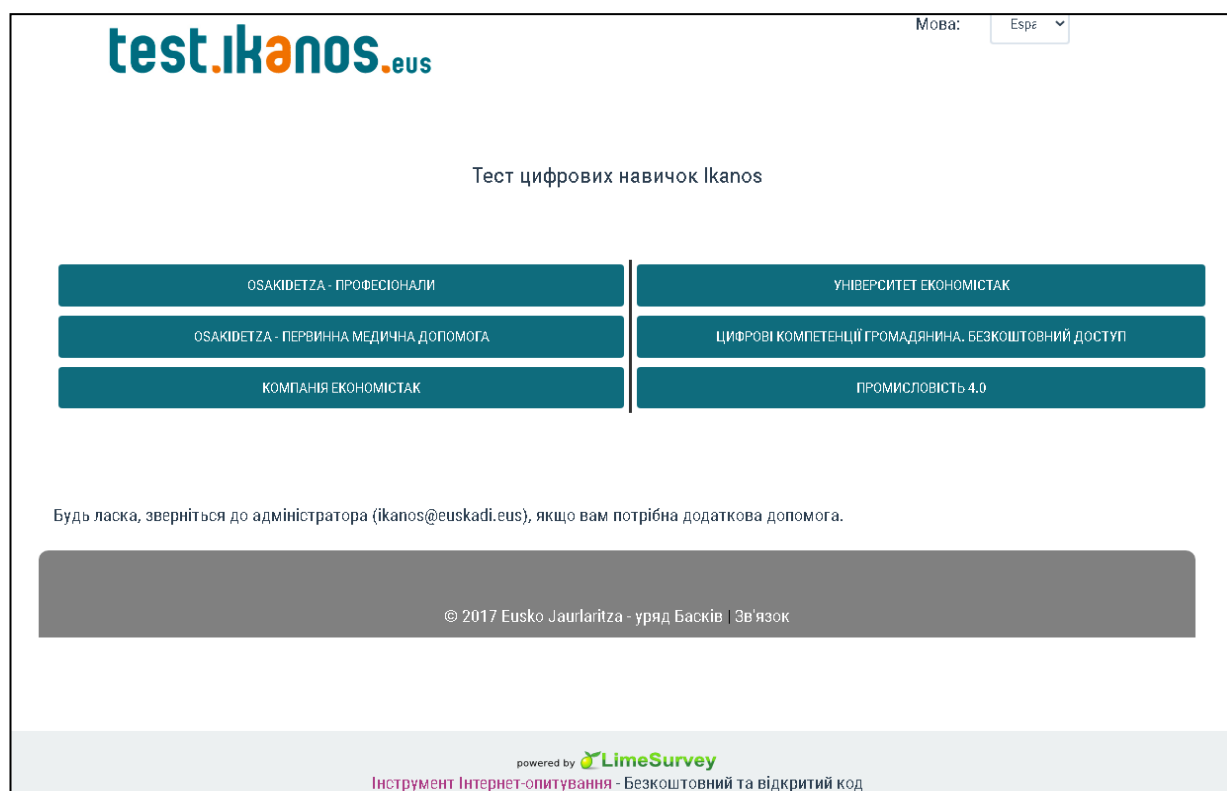 test.ikanos.eus
Мова: Espa
Тест цифрових навичок Ikanos
OSAKIDETZA - ПРОФЕСІОНАЛИ
УНІВЕРСИТЕТ ЕКОНОМІСТАК
OSAKIDETZA - ПЕРВИННА МЕДИЧНА ДОПОМОГА
ЦИФРОВІ КОМПЕТЕНЦІЇ ГРОМАДЯНИНА. БЕЗКОШТОВНИЙ ДОСТУП
КОМПАНІЯ ЕКОНОМІСТАК
ПРОМИСЛОВІСТЬ 4.0
Будь ласка, зверніться до адміністратора (ikanos@euskadi.eus), якщо вам потрібна додаткова допомога.
© 2017 Eusko Jaurlaritza - уряд Басків | Зв'язок
powered by LimeSurvey
Інструмент Інтернет-опитування - Безкоштовний та відкритий код